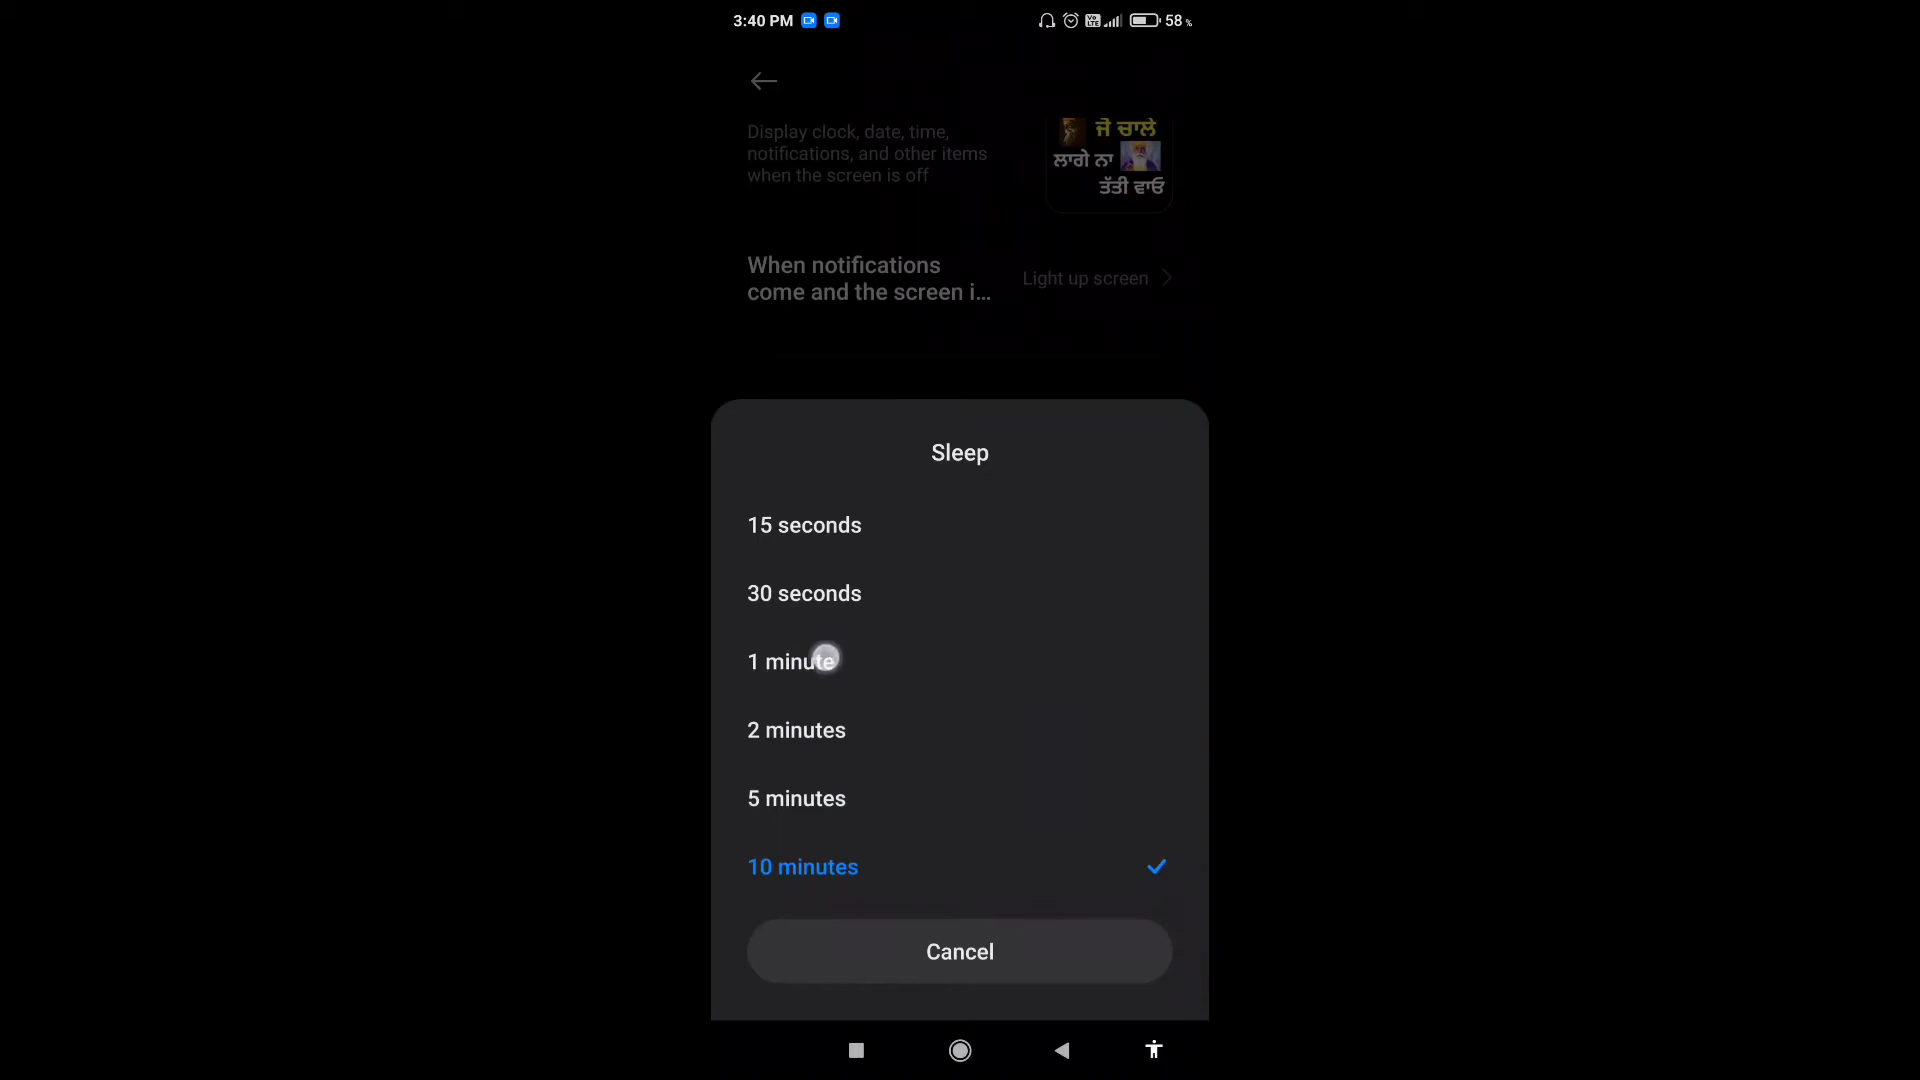 3:40 PM
Vo LTE 58 %
Display clock, date, time,
notifications, and other items
when the screen is off
ਜੋ ਚਾਲੇ
ਲਾਗੇ ਨਾ
ਤੱਤੀ ਵਾਓ
When notifications
come and the screen i...
Light up screen
Sleep
15 seconds
30 seconds
1 minute
2 minutes
5 minutes
10 minutes
Cancel